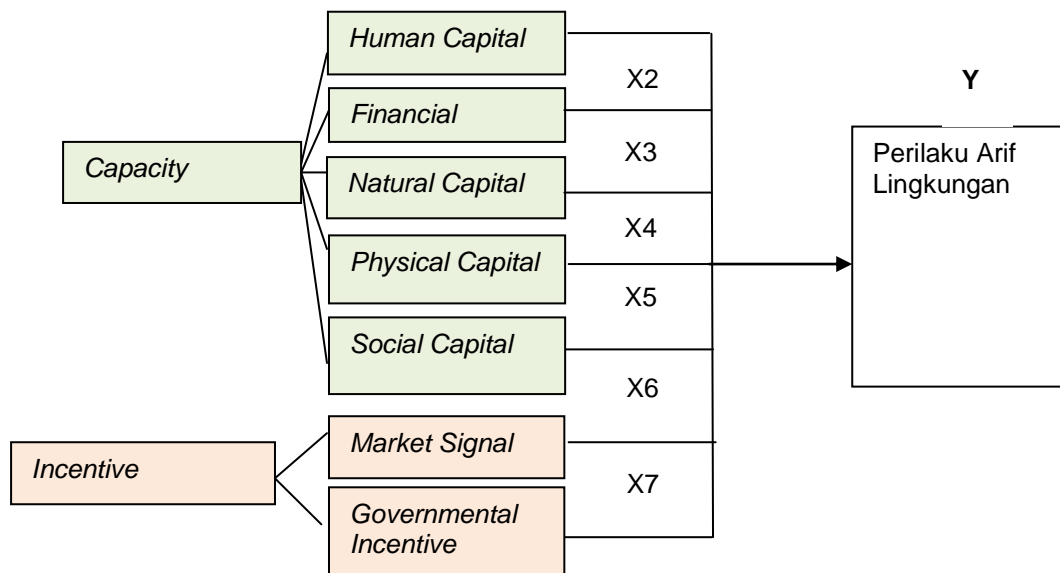 Human Capital
X2
Y
Financial
X3
Perilaku Arif
Lingkungan
Capacity
Natural Capital
X4
Physical Capital
X5
Social Capital
X6
Market Signal
Incentive
X7
Governmental
Incentive